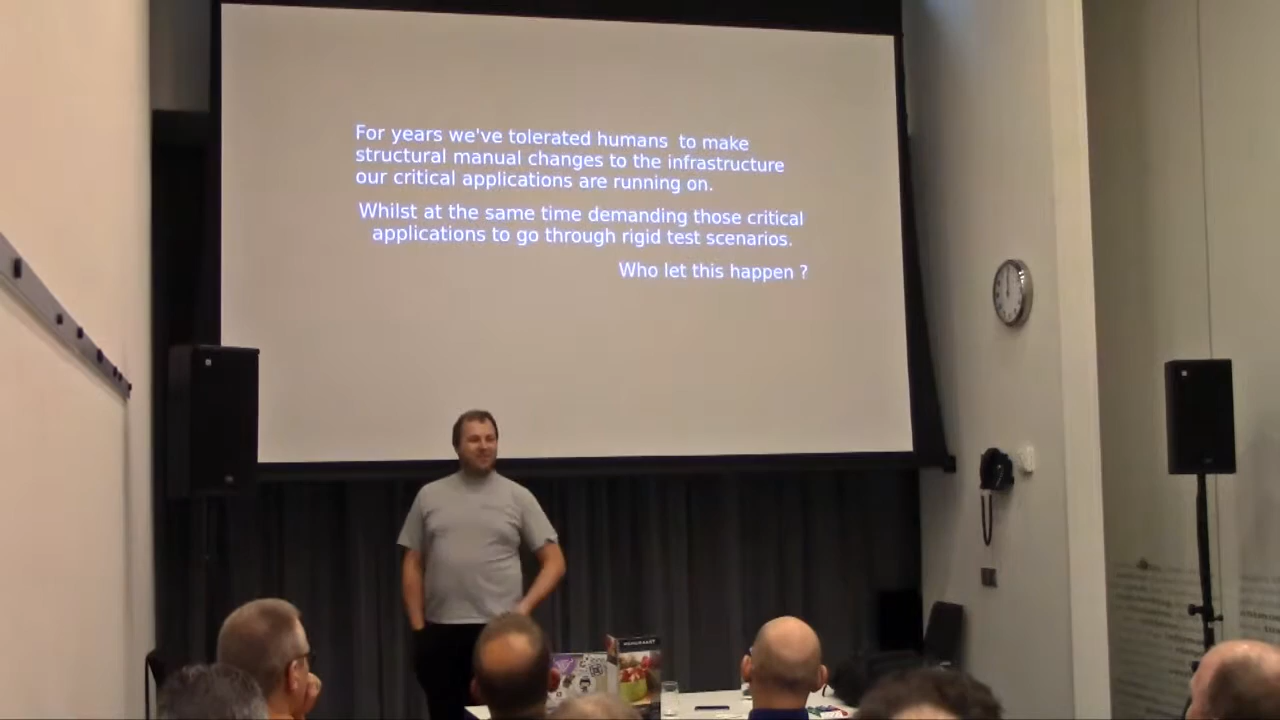 For years we've tolerated humans  to make
structural manual changes to the infrastructure
our critical applications are running on.
Whilst at the same time demanding those critical
applications to go through rigid test scenarios.
Who let this happen ?